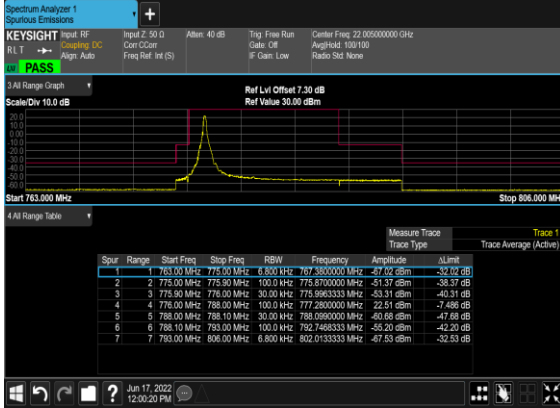 Spectrum Analyzer 1
Spurious Emissions
+
KEYSIGHT Input: RF Input Z: 50 Ω Atten: 40 dB Trig: Free Run Center Freq: 22.005000000 GHz
RLT Coupling: DC Corr CCorr Gate: Off Avg|Hold: 100/100
Align: Auto Freq Ref: Int (S) IF Gain: Low Radio Std: None
PASS
3 All Range Graph
Ref Lvl Offset 7.30 dB
Scale/Div 10.0 dB Ref Value 30.00 dBm
20.0
10.0
0.00
-10.0
-20.0
-30.0
-40.0
-50.0
-60.0
Start 763.000 MHz Stop 806.000 MH
4 All Range Table
Measure Trace Trace 1
Trace Type Trace Average (Active)
Spur Range Start Freq Stop Freq RBW Frequency Amplitude ΔLimit
1 1 763.00 MHz 775.00 MHz 6.800 kHz 767.3800000 MHz -67.02 dBm -32.02 dB
2 2 775.00 MHz 775.90 MHz 100.0 kHz 775.8700000 MHz -51.37 dBm -38.37 dB
3 3 775.90 MHz 776.00 MHz 30.00 kHz 775.9963333 MHz -53.31 dBm -40.31 dB
4 4 776.00 MHz 788.00 MHz 100.0 kHz 777.2800000 MHz 22.51 dBm -7.486 dB
5 5 788.00 MHz 788.10 MHz 30.00 kHz 788.0990000 MHz -60.68 dBm -47.68 dB
6 6 788.10 MHz 793.00 MHz 100.0 kHz 792.7468333 MHz -55.20 dBm -42.20 dB
7 7 793.00 MHz 806.00 MHz 6.800 kHz 802.0133333 MHz -67.53 dBm -32.53 dB
? Jun 17, 2022
12:00:20 PM